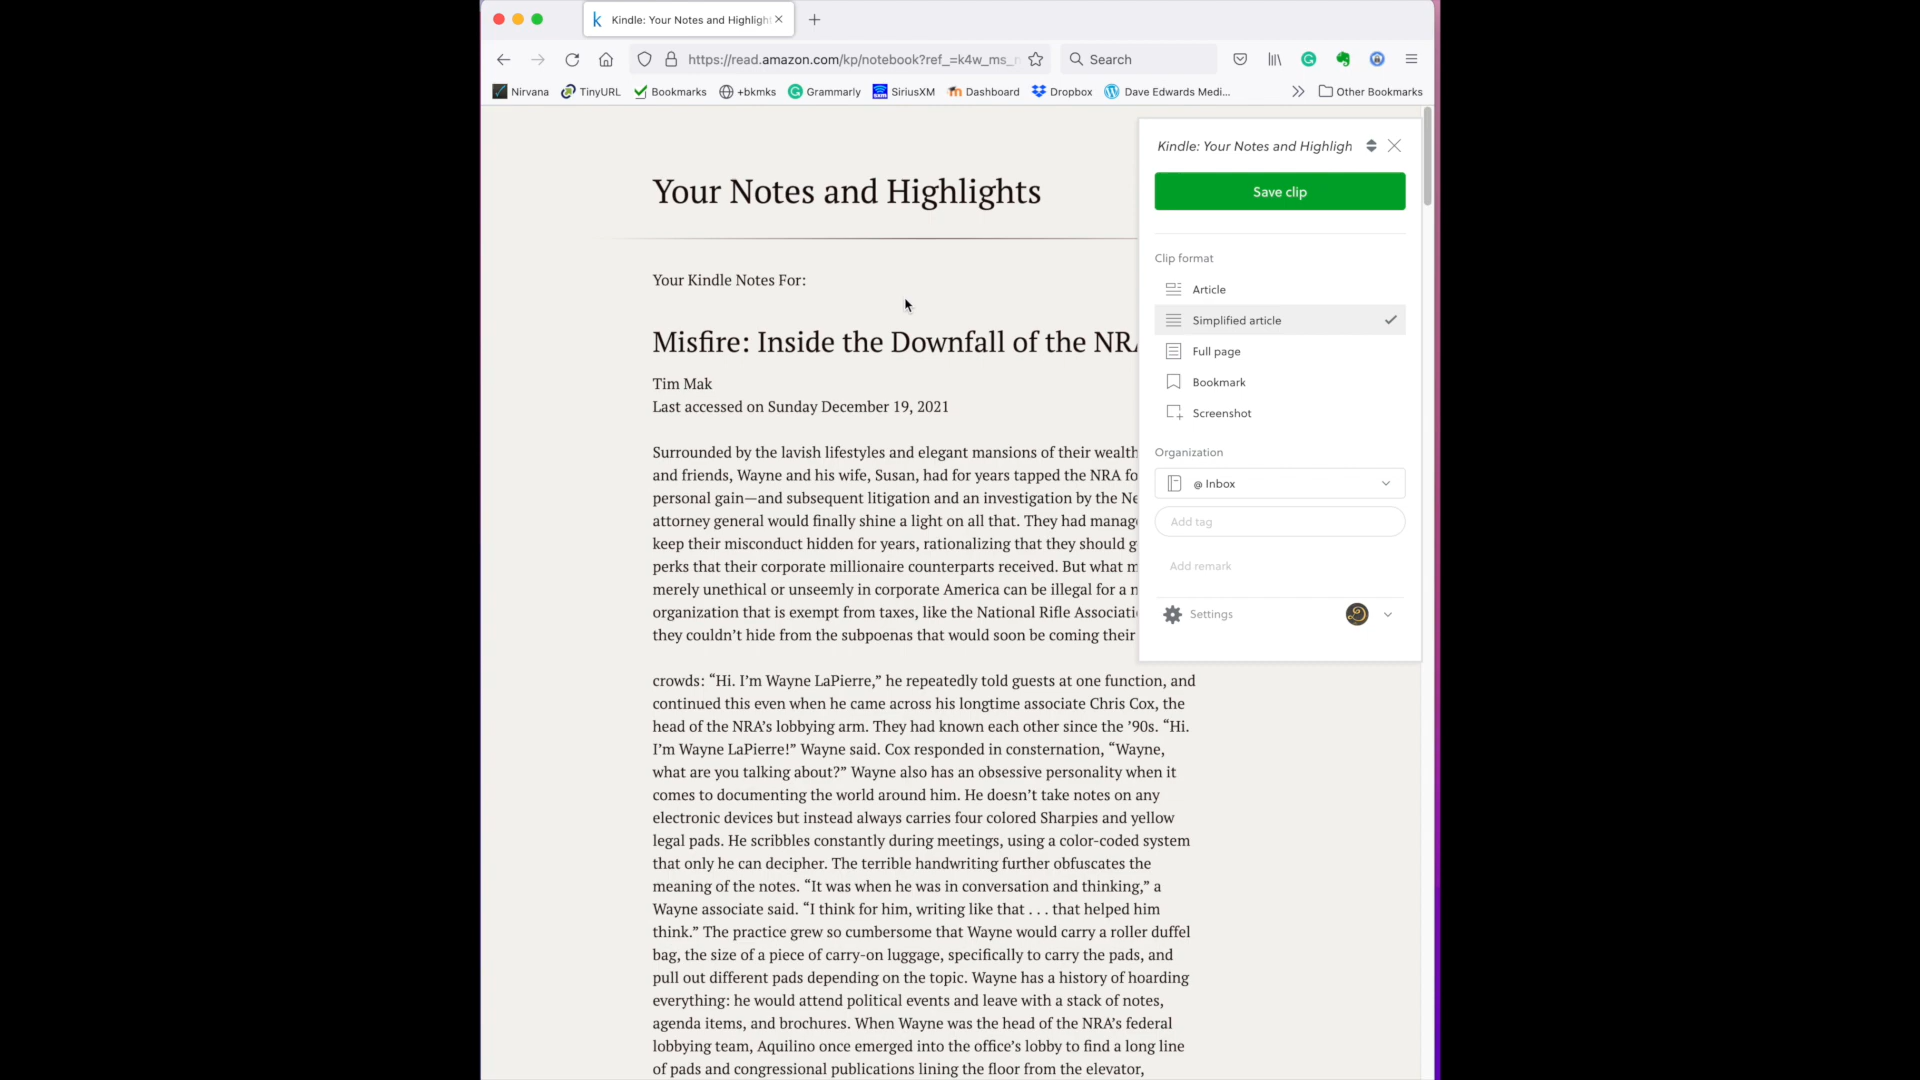 Kindle: Your Notes and Highligh
https://read.amazon.com/kp/notebook?ref_=k4w_ms_
Search
Nirvana
TinyURL
Bookmarks
+bkmks
Grammarly
SiriusXM
Dashboard
Dropbox
Dave Edwards Medi...
Other Bookmarks
Your Notes and Highlights
Your Kindle Notes For:
Misfire: Inside the Downfall of the NR
Tim Mak
Last accessed on Sunday December 19, 2021
Surrounded by the lavish lifestyles and elegant mansions of their wealth
and friends, Wayne and his wife, Susan, had for years tapped the NRA fo
personal gain—and subsequent litigation and an investigation by the Ne
attorney general would finally shine a light on all that. They had manag
keep their misconduct hidden for years, rationalizing that they should g
perks that their corporate millionaire counterparts received. But what m
merely unethical or unseemly in corporate America can be illegal for a n
organization that is exempt from taxes, like the National Rifle Associati
they couldn’t hide from the subpoenas that would soon be coming their
crowds: “Hi. I’m Wayne LaPierre,” he repeatedly told guests at one function, and
continued this even when he came across his longtime associate Chris Cox, the
head of the NRA’s lobbying arm. They had known each other since the ’90s. “Hi.
I’m Wayne LaPierre!” Wayne said. Cox responded in consternation, “Wayne,
what are you talking about?” Wayne also has an obsessive personality when it
comes to documenting the world around him. He doesn’t take notes on any
electronic devices but instead always carries four colored Sharpies and yellow
legal pads. He scribbles constantly during meetings, using a color-coded system
that only he can decipher. The terrible handwriting further obfuscates the
meaning of the notes. “It was when he was in conversation and thinking,” a
Wayne associate said. “I think for him, writing like that . . . that helped him
think.” The practice grew so cumbersome that Wayne would carry a roller duffel
bag, the size of a piece of carry-on luggage, specifically to carry the pads, and
pull out different pads depending on the topic. Wayne has a history of hoarding
everything: he would attend political events and leave with a stack of notes,
agenda items, and brochures. When Wayne was the head of the NRA’s federal
lobbying team, Aquilino once emerged into the office’s lobby to find a long line
of pads and congressional publications lining the floor from the elevator,
Kindle: Your Notes and Highligh
Save clip
Clip format
Article
Simplified article
Full page
Bookmark
Screenshot
Organization
@ Inbox
Add tag
Add remark
Settings